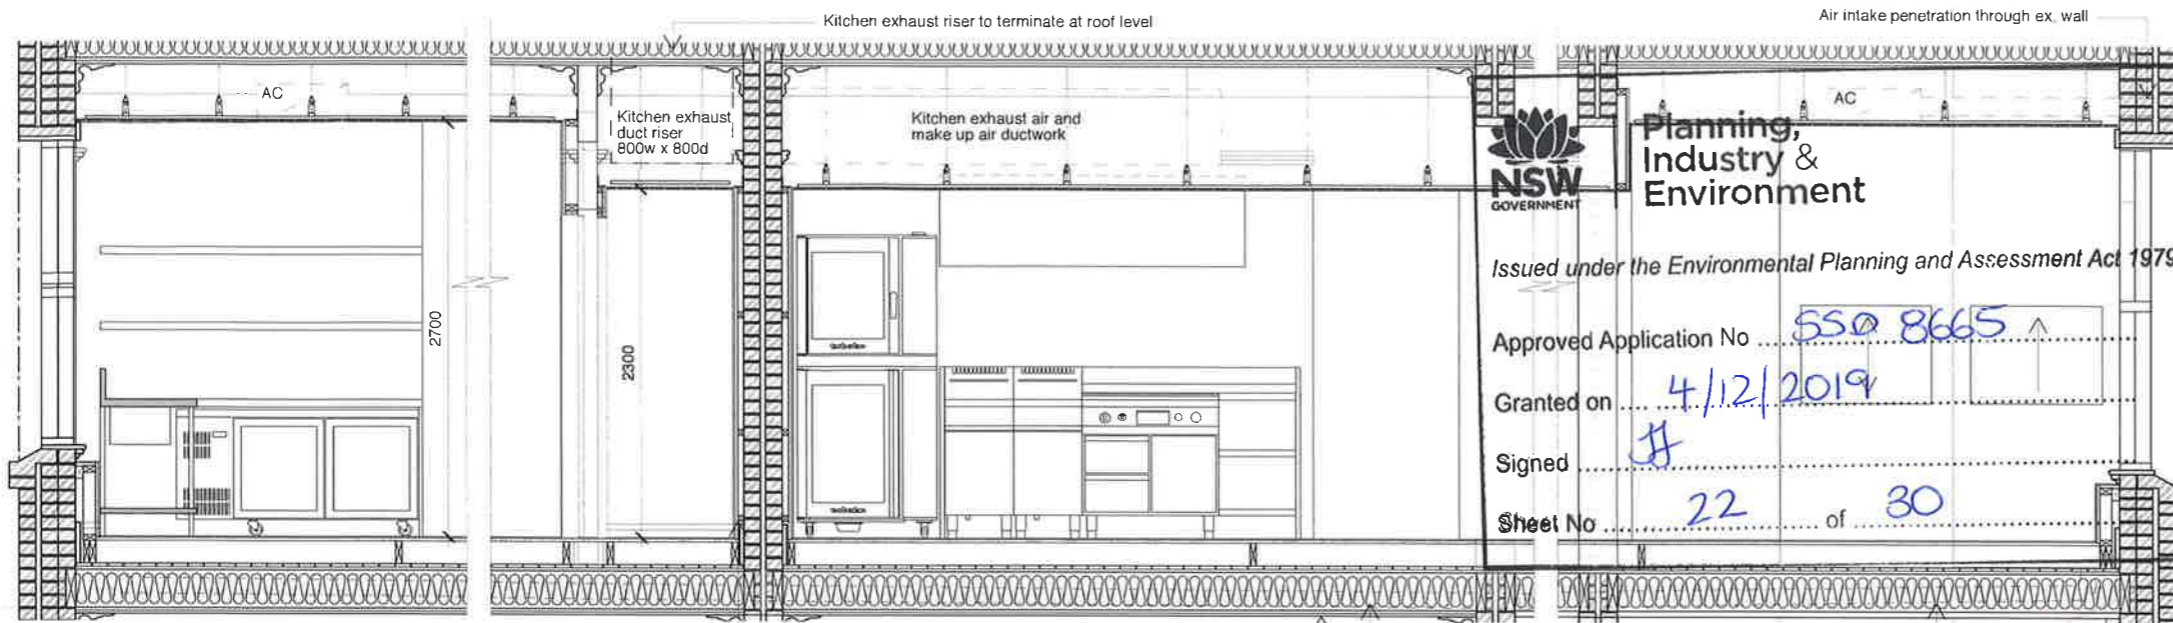 Kitchen exhaust riser to terminate at roof level
Air intake penetration through ex. wall
AC
Kitchen exhaust
duct riser
800w x 800d
Kitchen exhaust air and
make up air ductwork
AC
2700
2300
NSW
GOVERNMENT
Planning,
Industry &
Environment
Issued under the Environmental Planning and Assessment Act 1979
Approved Application No SSD 8665
Granted on 4/12/2019
Signed
Sheet No 22 of 30